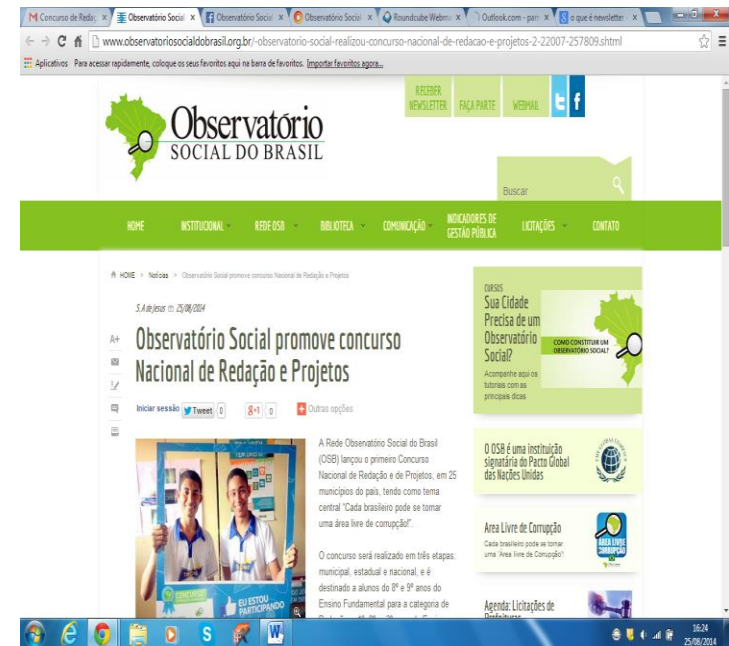 M Concurso de Redaç
Observatório Social
Observatório Social
Observatório Social
Roundcube Webma
Outlook.com - parr
o que é newsletter -
www.observatoriosocialdobrasil.org.br/-observatorio-social-realizou-concurso-nacional-de-redacao-e-projetos-2-22007-257809.shtml
Aplicativos Para acessar rapidamente, coloque os seus favoritos aqui na barra de favoritos. Importar favoritos agora...
Observatório
SOCIAL DO BRASIL
RECEBER
NEWSLETTER
FAÇA PARTE
WEBMAIL
Buscar
HOME
INSTITUCIONAL
REDE OSB
BIBLIOTECA
COMUNICAÇÃO
INDICADORES DE
GESTÃO PÚBLICA
LICITAÇÕES
CONTATO
HOME > Notícias > Observatório Social promove concurso Nacional de Redação e Projetos
S.A de Jesus 25/08/2014
A+
Observatório Social promove concurso
Nacional de Redação e Projetos
Iniciar sessão Tweet 0 g+1 0 Outras opções
CONCURSO
EU ESTOU
PARTICIPANDO
A Rede Observatório Social do Brasil
(OSB) lançou o primeiro Concurso
Nacional de Redação e de Projetos, em 25
municípios do país, tendo como tema
central "Cada brasileiro pode se tornar
uma área livre de corrupção!".
O concurso será realizado em três etapas:
municipal, estadual e nacional, e é
destinado a alunos do 8º e 9º anos do
Ensino Fundamental para a categoria de
CURSOS
Sua Cidade
Precisa de um
Observatório
Social?
Acompanhe aqui os
tutoriais com as
principais dicas
COMO CONSTITUIR UM
OBSERVATÓRIO SOCIAL?
O OSB é uma instituição
signatária do Pacto Global
das Nações Unidas
Area Livre de Corrupção
Cada brasileiro pode se tornar
uma 'Area livre de Corrupção'!
ÁREA LIVRE
CORRUPÇÃO
Agenda: Licitações de
Prefeituras
16:24
25/08/2014